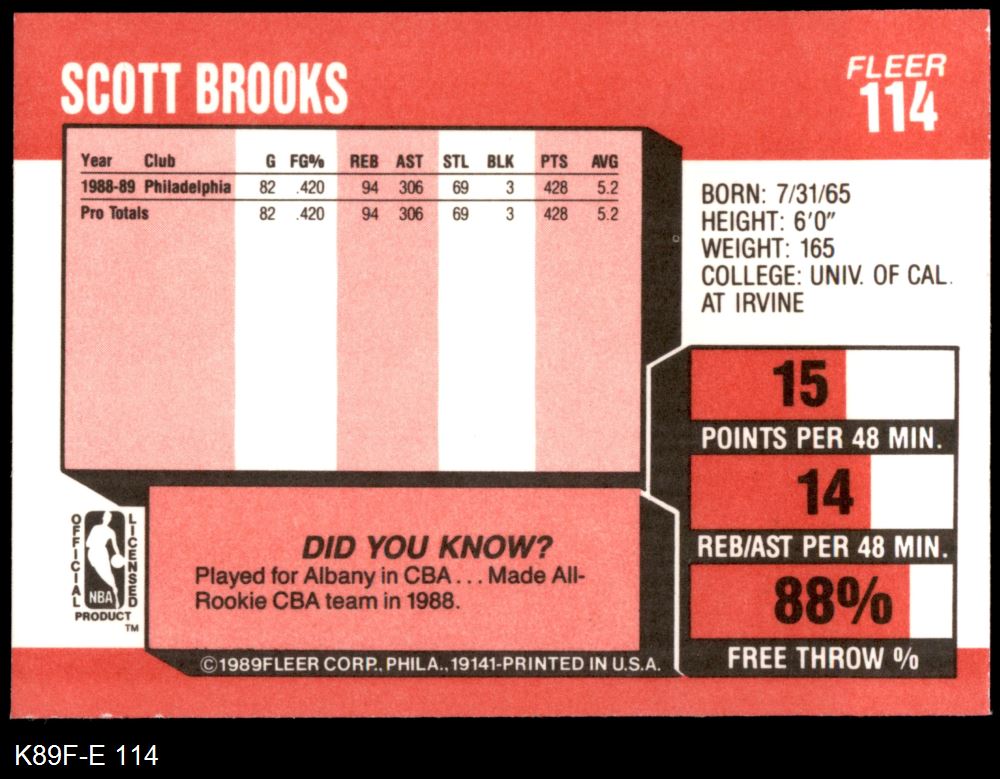 SCOTT BROOKS
FLEER
114
Year Club G FG% REB AST STL BLK PTS AVG
1988-89 Philadelphia 82 .420 94 306 69 3 428 5.2
Pro Totals 82 .420 94 306 69 3 428 5.2
BORN: 7/31/65
HEIGHT: 6'0"
WEIGHT: 165
COLLEGE: UNIV. OF CAL.
AT IRVINE
15
POINTS PER 48 MIN.
14
REB/AST PER 48 MIN.
88%
FREE THROW %
OFFICIAL
LICENSED
NBA
PRODUCT
TM
DID YOU KNOW?
Played for Albany in CBA . . . Made All-
Rookie CBA team in 1988.
©1989FLEER CORP., PHILA., 19141-PRINTED IN U.S.A.
K89F-E 114